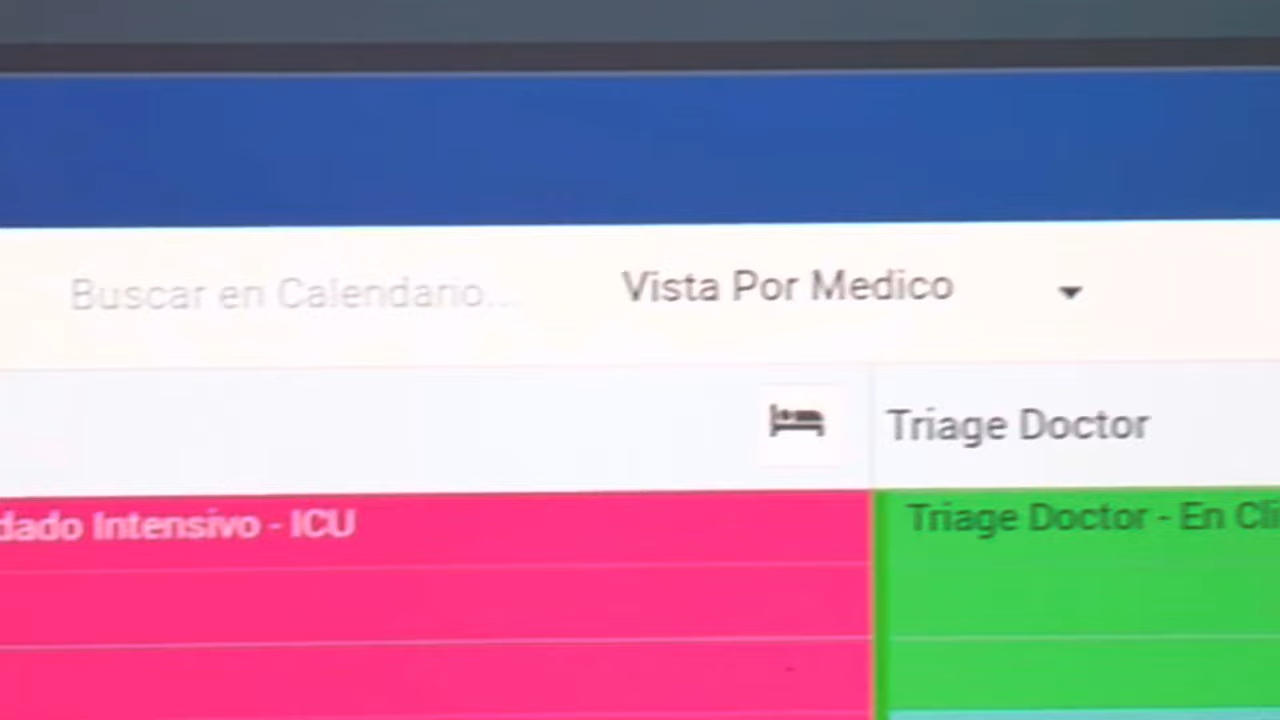 Buscar en Calendario...
Vista Por Medico
Triage Doctor
dado Intensivo - ICU
Triage Doctor - En Cli